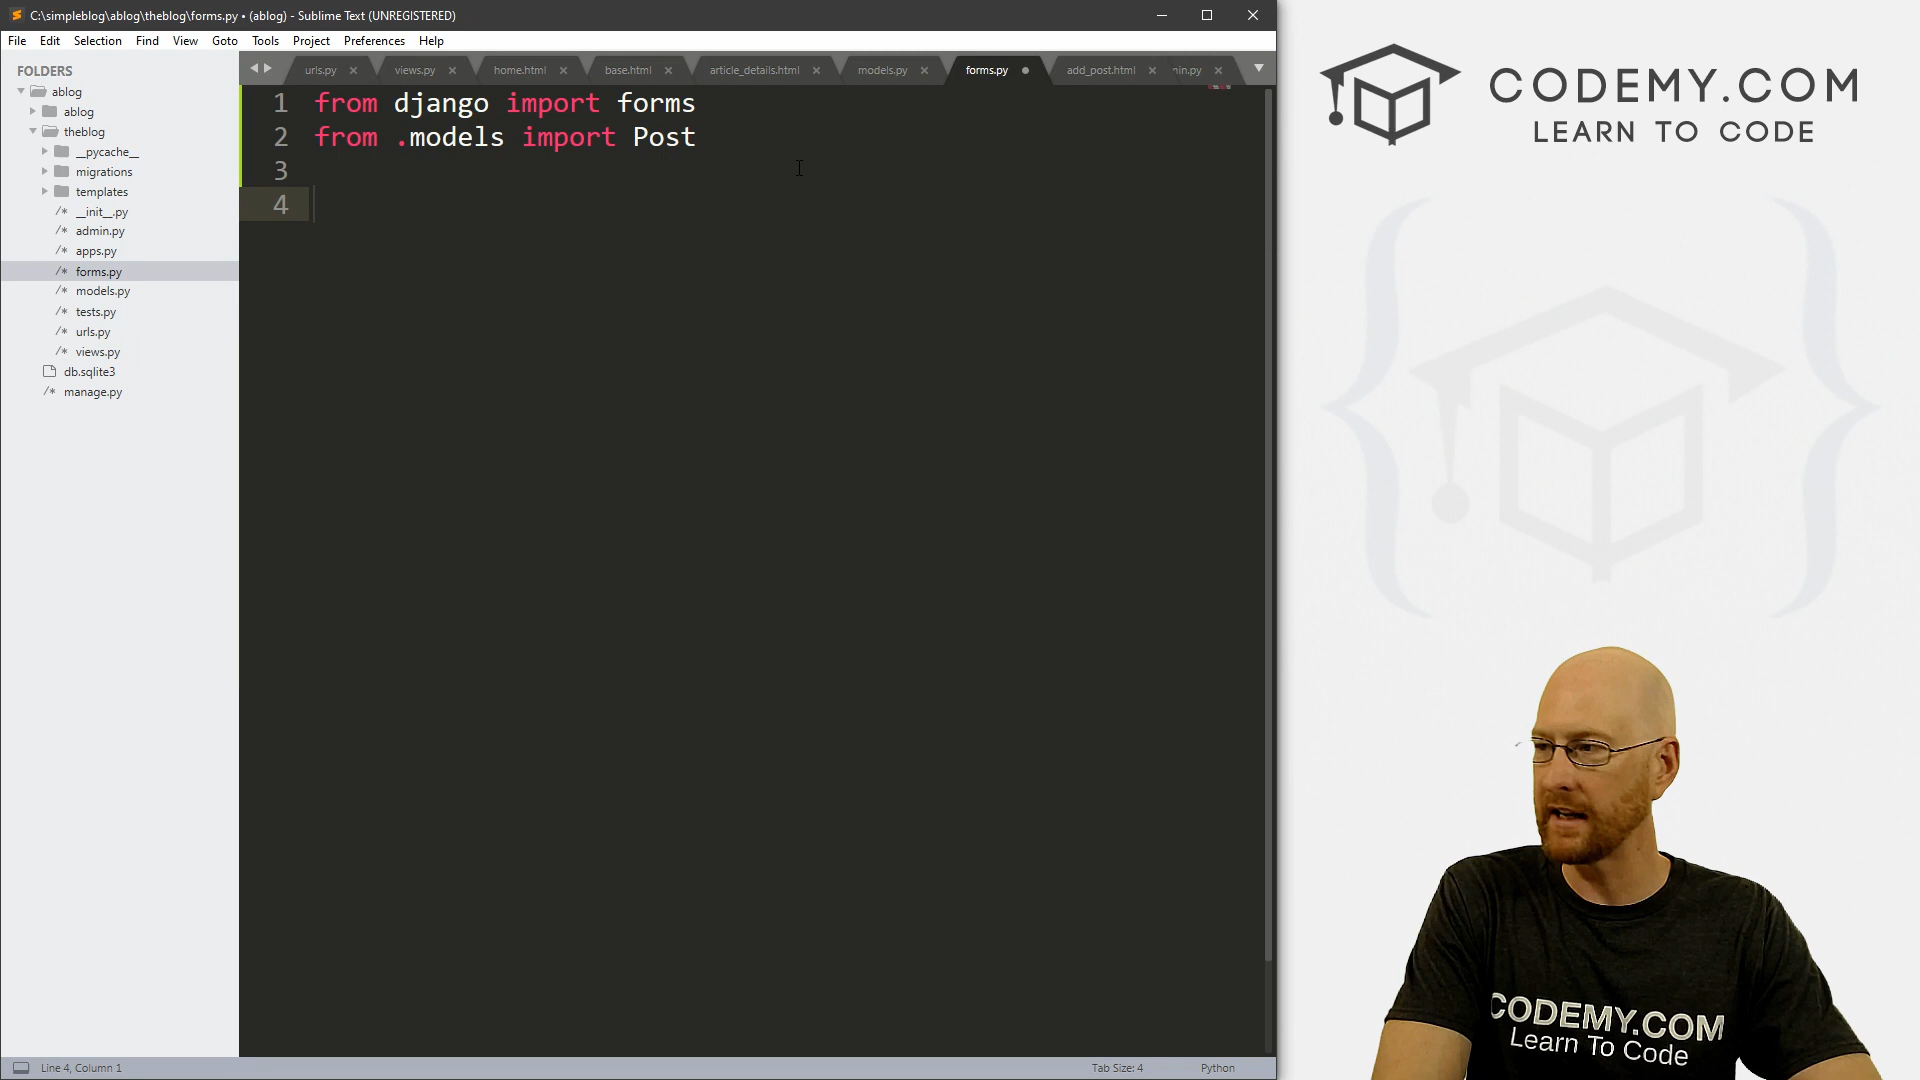 C:\simpleblog\ablog\theblog\forms.py • (ablog) - Sublime Text (UNREGISTERED)
File Edit Selection Find View Goto Tools Project Preferences Help
FOLDERS
ablog
ablog
theblog
__pycache__
migrations
templates
/* __init__.py
/* admin.py
/* apps.py
/* forms.py
/* models.py
/* tests.py
/* urls.py
/* views.py
db.sqlite3
/* manage.py
urls.py views.py home.html base.html article_details.html models.py forms.py add_post.html
1 from django import forms
2 from .models import Post
3
4
Line 4, Column 1
Tab Size: 4
Python
CODEMY.COM
LEARN TO CODE
CODEMY.COM
Learn To Code